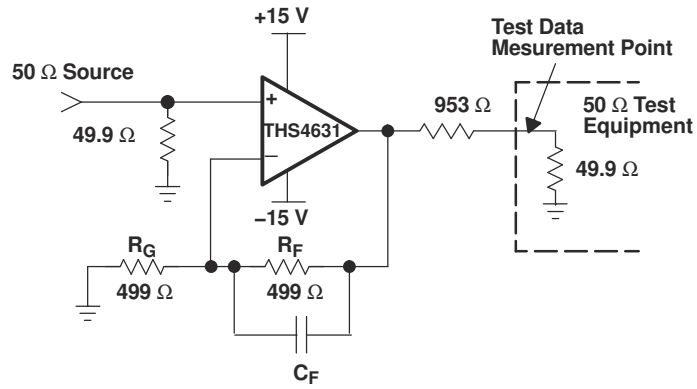 +15 V
50 Ω Source
49.9 Ω
+
THS4631
−
−15 V
953 Ω
Test Data
Mesurement Point
50 Ω Test
Equipment
49.9 Ω
RG
499 Ω
RF
499 Ω
CF